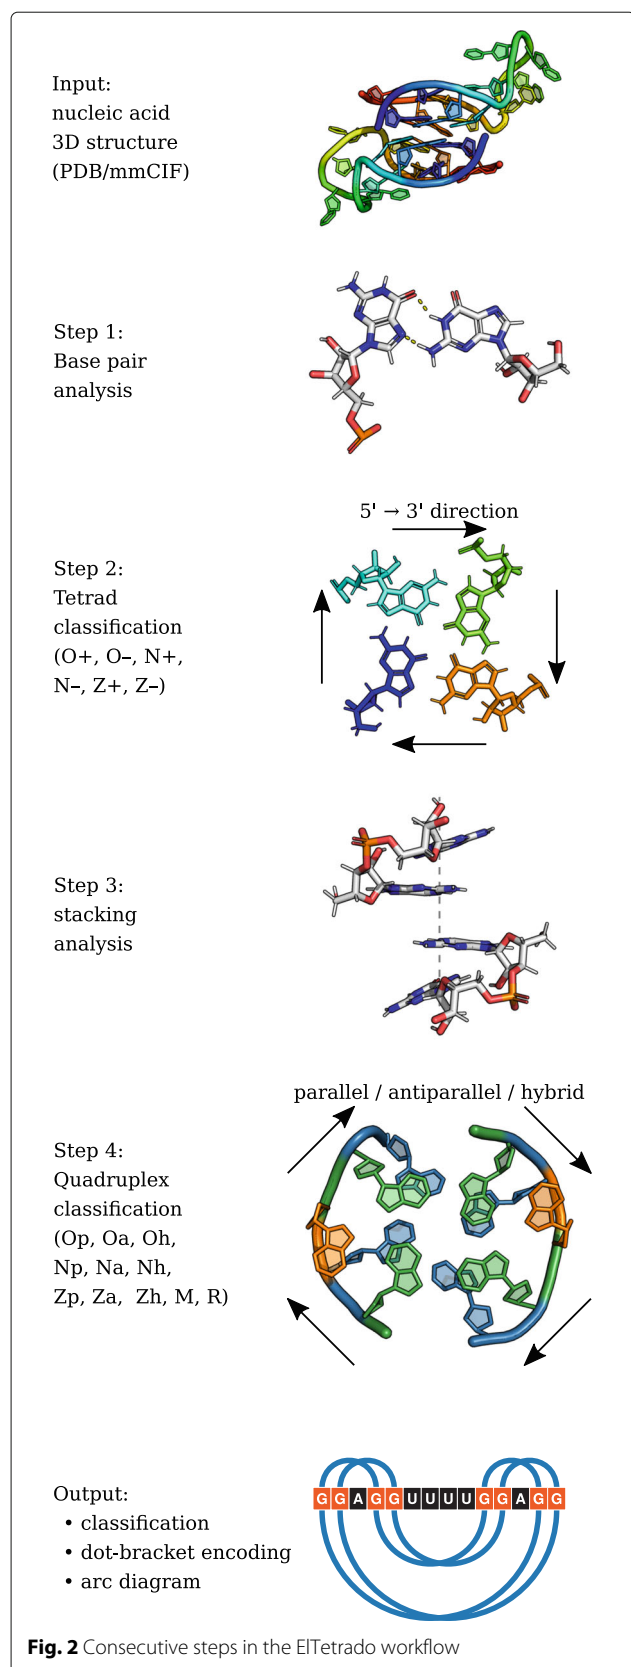 Input:
nucleic acid
3D structure
(PDB/mmCIF)
Step 1:
Base pair
analysis
5' → 3' direction
Step 2:
Tetrad
classification
(O+, O–, N+,
N–, Z+, Z–)
Step 3:
stacking
analysis
parallel / antiparallel / hybrid
Step 4:
Quadruplex
classification
(Op, Oa, Oh,
Np, Na, Nh,
Zp, Za, Zh, M, R)
Output:
• classification
• dot-bracket encoding
• arc diagram
GGAGGUUUUGGAGG
Fig. 2 Consecutive steps in the ElTetrado workflow